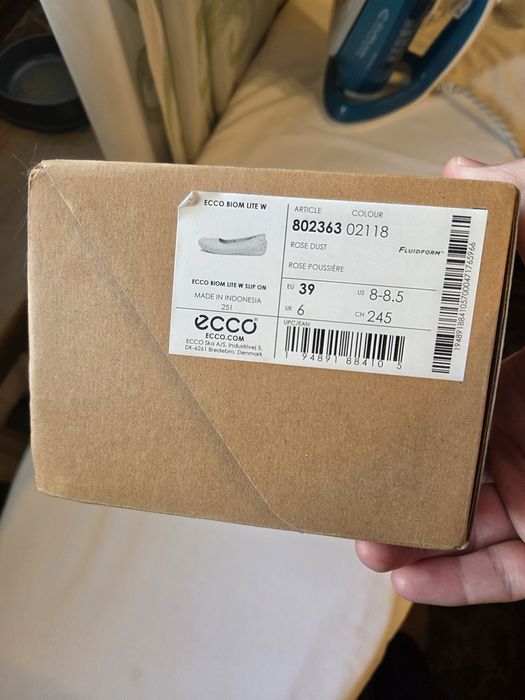 ECCO BIOM LITE W
ECCO BIOM LITE W SLIP ON
MADE IN INDONESIA
251
ecco®
ECCO.COM
ECCO Sko A/S, Industrivej 5,
DK-6261 Bredebro, Denmark
ARTICLE COLOUR
802363 02118
ROSE DUST
FLUIDFORM™
ROSE POUSSIÈRE
EU 39 US 8-8.5
UK 6 CN 245
UPC/EAN
1 94891 88410 5